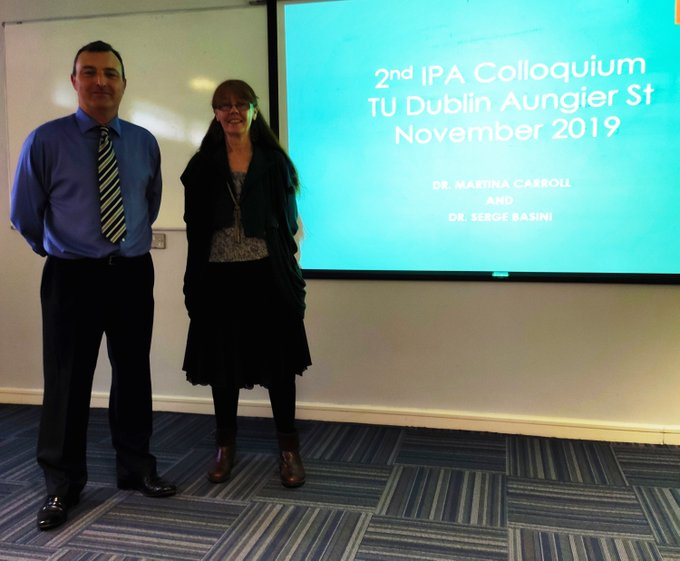 2nd IPA Colloquium
TU Dublin Aungier St
November 2019
DR. MARTINA CARROLL
AND
DR. SERGE BASINI